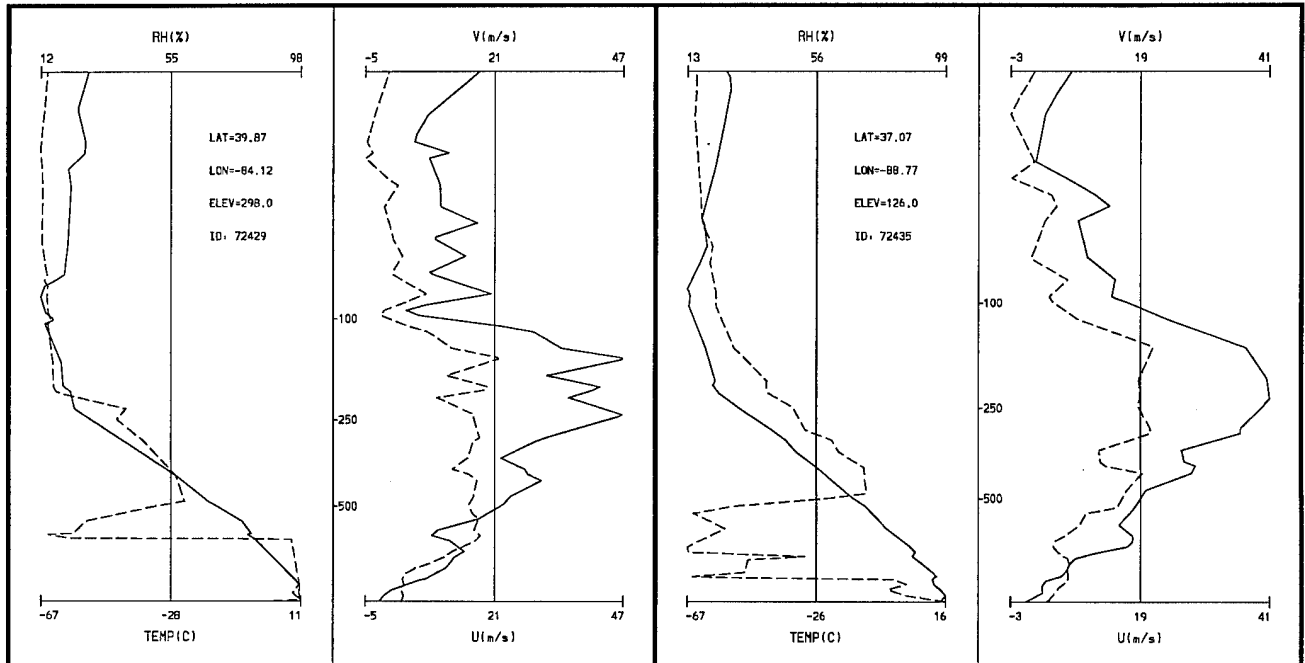 RH(%)
12 55 98
V(m/s)
-5 21 47
RH(%)
13 56 99
V(m/s)
-3 19 41
LAT=39.87
LON=-84.12
ELEV=298.0
ID: 72429
LAT=37.07
LON=-88.77
ELEV=126.0
ID: 72435
-100
-250
-500
-100
-250
-500
-67 -26 11
TEMP(C)
-5 21 47
U(m/s)
-67 -26 16
TEMP(C)
-3 19 41
U(m/s)